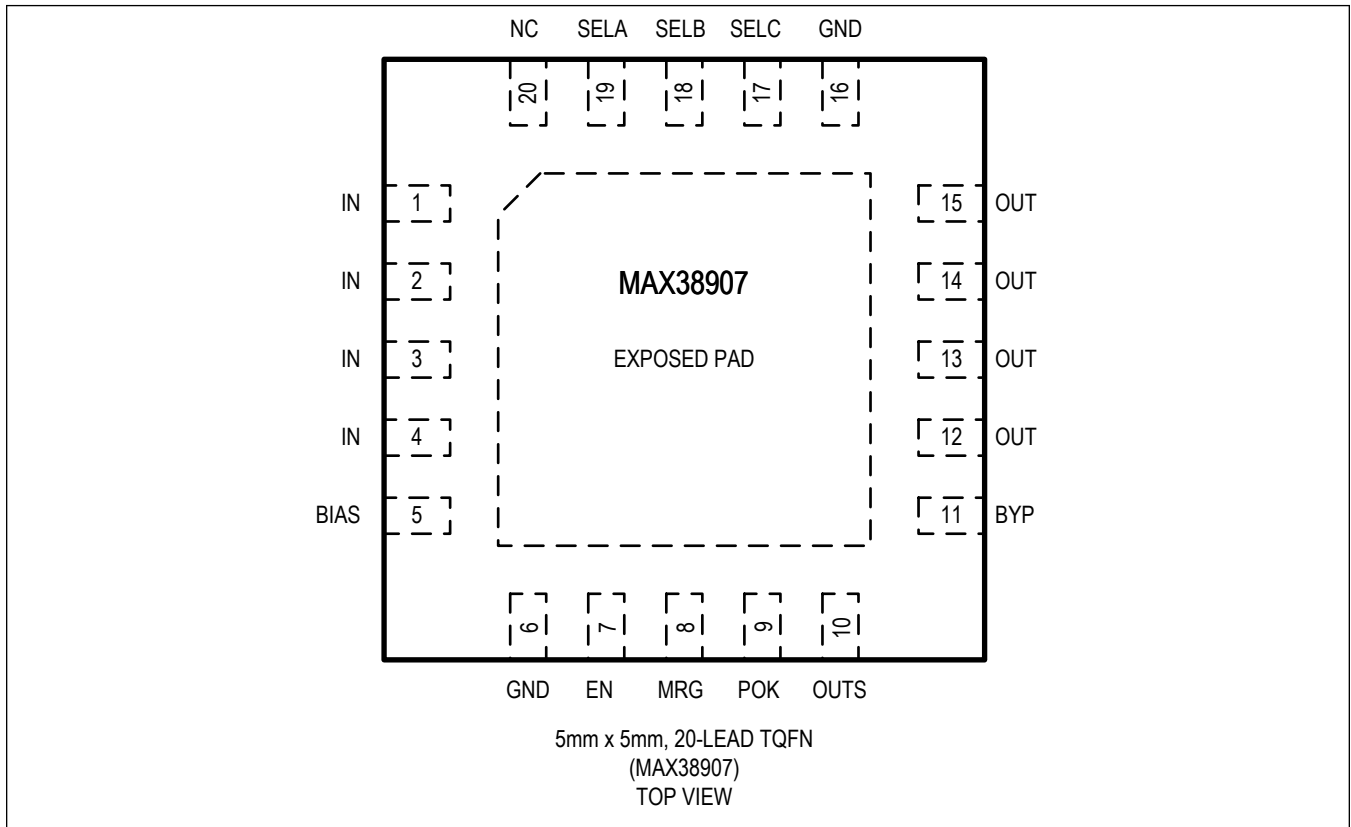 NC SELA SELB SELC GND
20 19 18 17 16
IN 1 15 OUT
IN 2 MAX38907 14 OUT
IN 3 EXPOSED PAD 13 OUT
IN 4 12 OUT
BIAS 5 11 BYP
6 7 8 9 10
GND EN MRG POK OUTS
5mm x 5mm, 20-LEAD TQFN
(MAX38907)
TOP VIEW